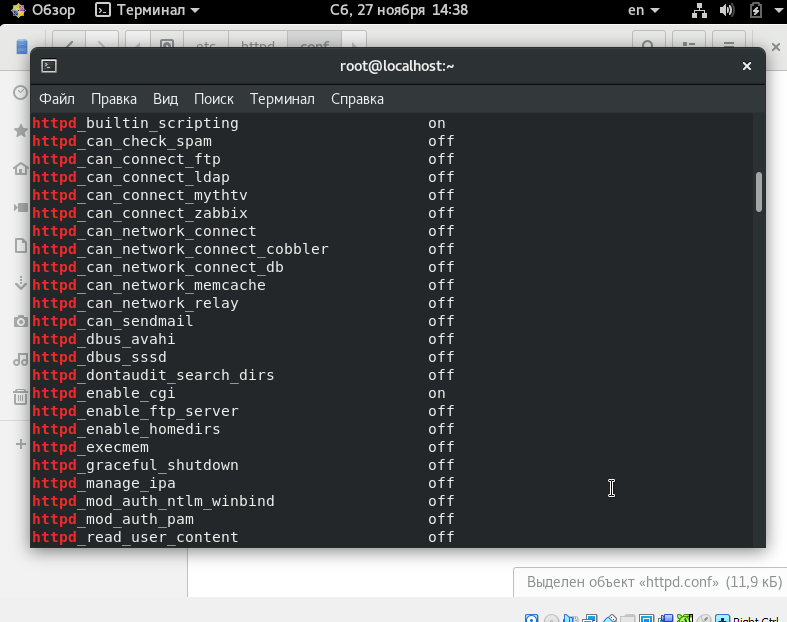 Обзор Терминал Сб, 27 ноября 14:38 en
etc httpd conf
root@localhost:~
Файл Правка Вид Поиск Терминал Справка
httpd_builtin_scripting on
httpd_can_check_spam off
httpd_can_connect_ftp off
httpd_can_connect_ldap off
httpd_can_connect_mythtv off
httpd_can_connect_zabbix off
httpd_can_network_connect off
httpd_can_network_connect_cobbler off
httpd_can_network_connect_db off
httpd_can_network_memcache off
httpd_can_network_relay off
httpd_can_sendmail off
httpd_dbus_avahi off
httpd_dbus_sssd off
httpd_dontaudit_search_dirs off
httpd_enable_cgi on
httpd_enable_ftp_server off
httpd_enable_homedirs off
httpd_execmem off
httpd_graceful_shutdown off
httpd_manage_ipa off
httpd_mod_auth_ntlm_winbind off
httpd_mod_auth_pam off
httpd_read_user_content off
Выделен объект «httpd.conf» (11,9 кБ)
Right Ctrl